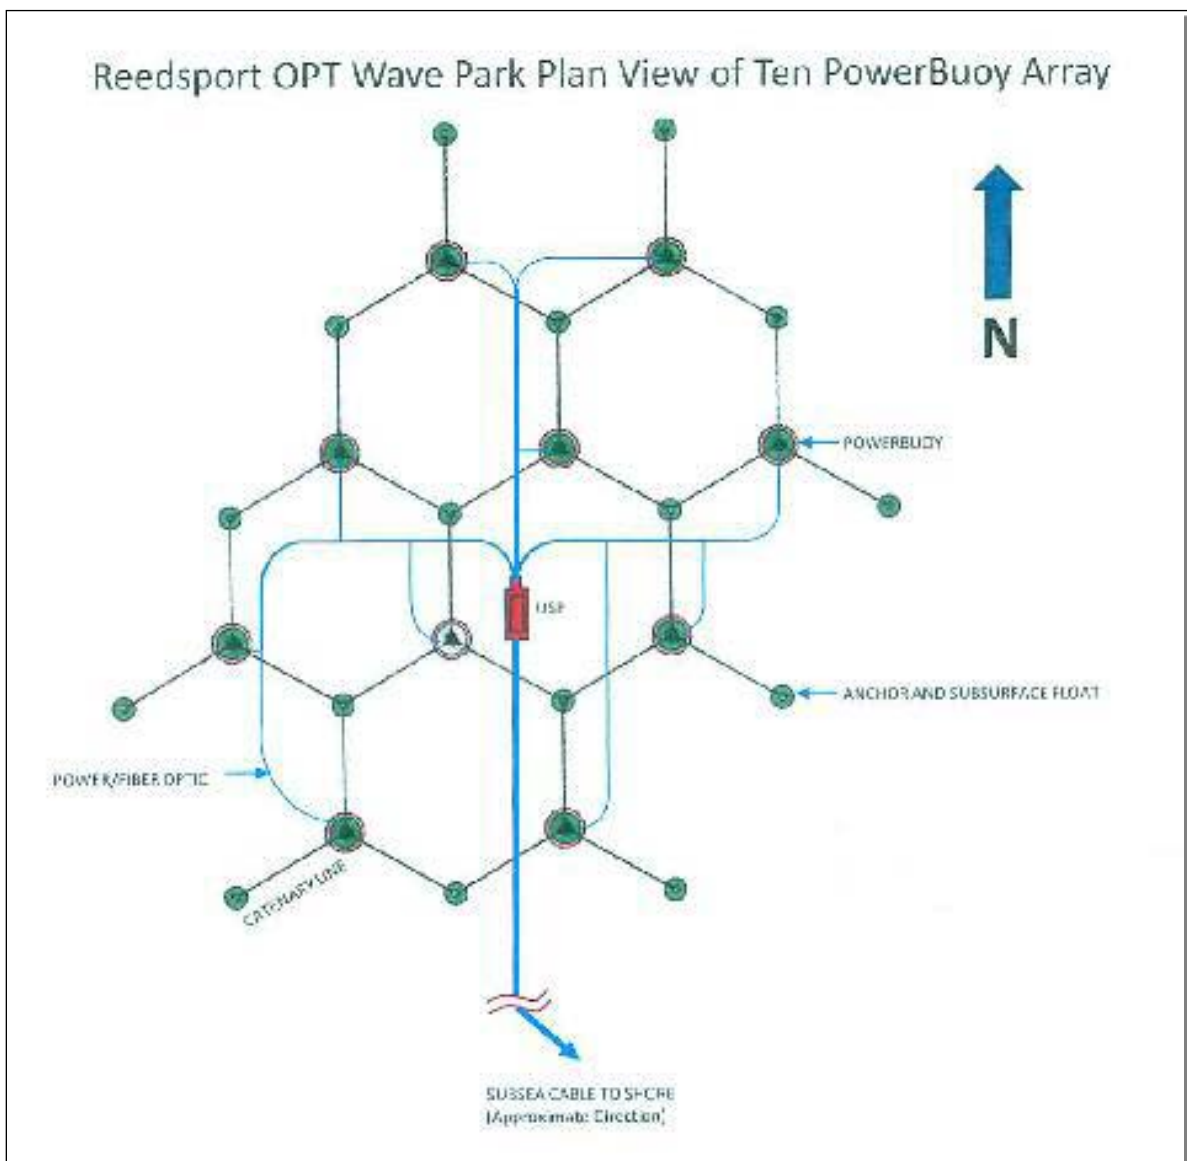 Reedsport OPT Wave Park Plan View of Ten PowerBuoy Array
N
POWERBUOY
USP
ANCHOR AND SUBSURFACE FLOAT
POWER/FIBER OPTIC
CATENARY LINE
SUBSEA CABLE TO SHORE
(Approximate Direction)